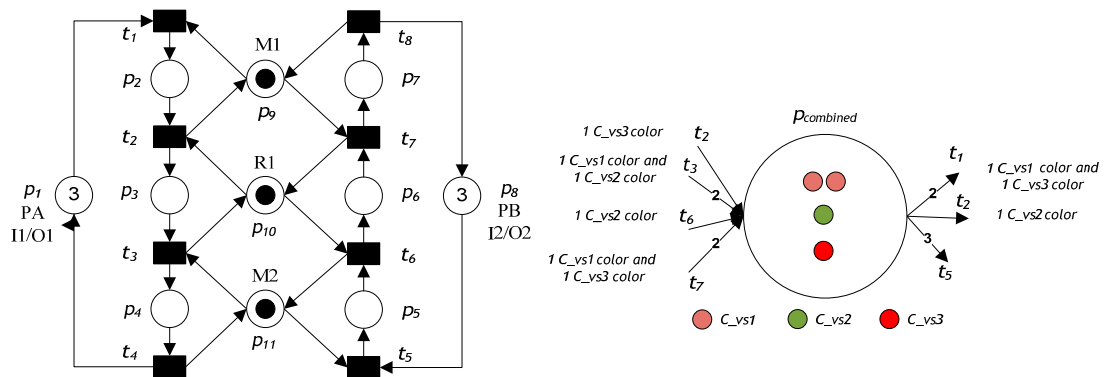 t1
t8
M1
p2
p7
p9
t2
t7
R1
p1
PA
I1/O1
3
p3
p6
3
p8
PB
I2/O2
p10
t3
t6
M2
p4
p5
p11
t4
t5
pcombined
1 C_vs3 color
t2
1 C_vs1 color and
1 C_vs2 color
t3
2
1 C_vs2 color
t6
2
1 C_vs1 color and
1 C_vs3 color
t7
t1
2
1 C_vs1 color and
1 C_vs3 color
t2
1 C_vs2 color
3
t5
C_vs1
C_vs2
C_vs3